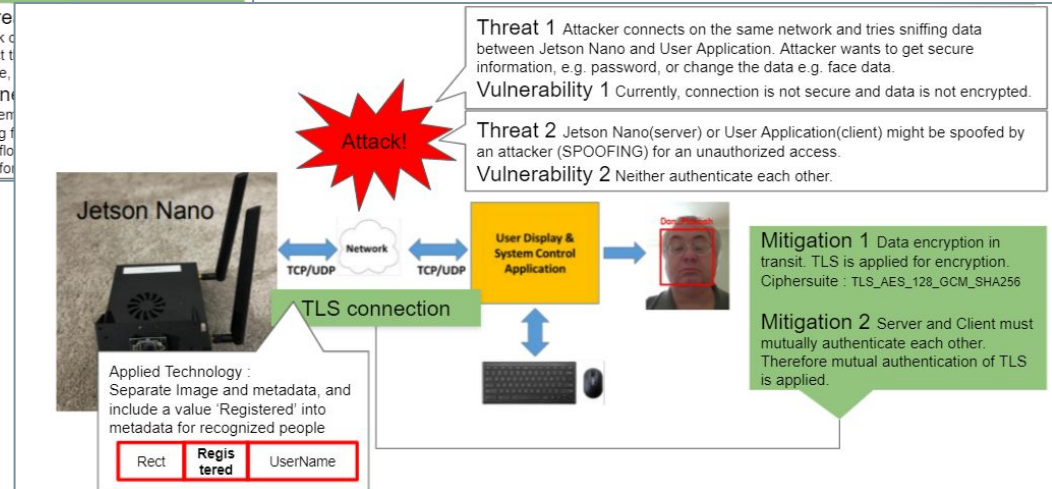 Threat 1 Attacker connects on the same network and tries sniffing data
between Jetson Nano and User Application. Attacker wants to get secure
information, e.g. password, or change the data e.g. face data.
Vulnerability 1 Currently, connection is not secure and data is not encrypted.
Threat 2 Jetson Nano(server) or User Application(client) might be spoofed by
an attacker (SPOOFING) for an unauthorized access.
Vulnerability 2 Neither authenticate each other.
Attack!
Jetson Nano
Network
TCP/UDP
TCP/UDP
User Display &
System Control
Application
TLS connection
Mitigation 1 Data encryption in
transit. TLS is applied for encryption.
Ciphersuite : TLS_AES_128_GCM_SHA256
Mitigation 2 Server and Client must
mutually authenticate each other.
Therefore mutual authentication of TLS
is applied.
Applied Technology :
Separate Image and metadata, and
include a value ‘Registered’ into
metadata for recognized people
Rect
Regis
tered
UserName